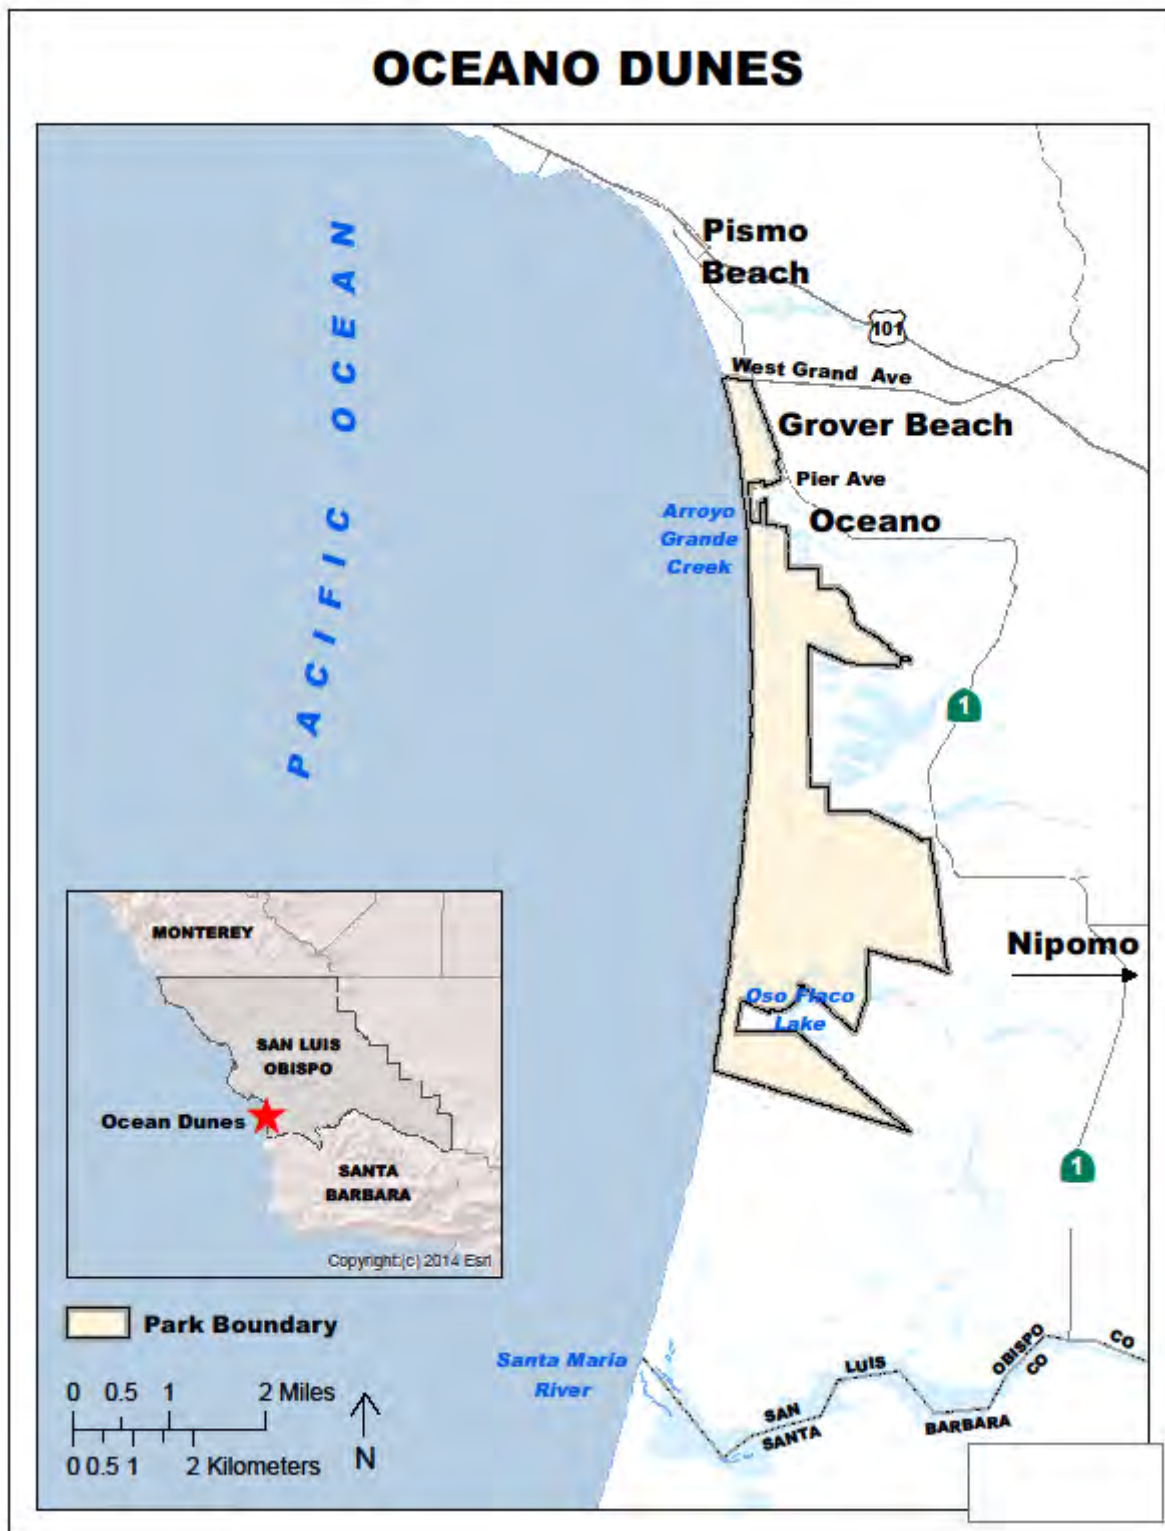 OCEANO DUNES
PACIFIC OCEAN
Pismo
Beach
101
West Grand Ave
Grover Beach
Pier Ave
Arroyo
Grande
Creek
Oceano
1
Nipomo
Oso Flaco
Lake
MONTEREY
SAN LUIS
OBISPO
Ocean Dunes
SANTA
BARBARA
Copyright:(c) 2014 Esri
1
Park Boundary
Santa Maria
River
SAN LUIS OBISPO CO
SANTA BARBARA CO
0 0.5 1 2 Miles
0 0.5 1 2 Kilometers
N